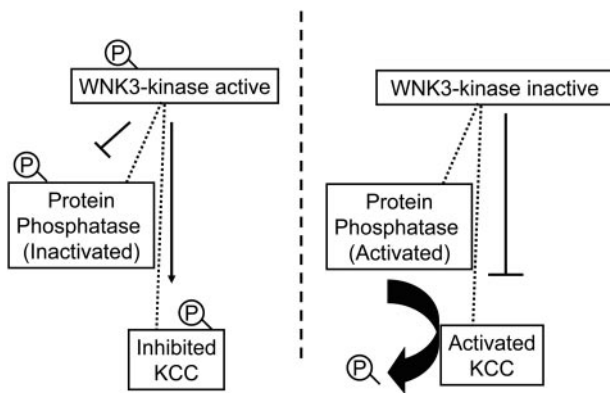 P
WNK3-kinase active
P
Protein
Phosphatase
(Inactivated)
P
Inhibited
KCC
WNK3-kinase inactive
Protein
Phosphatase
(Activated)
P
Activated
KCC